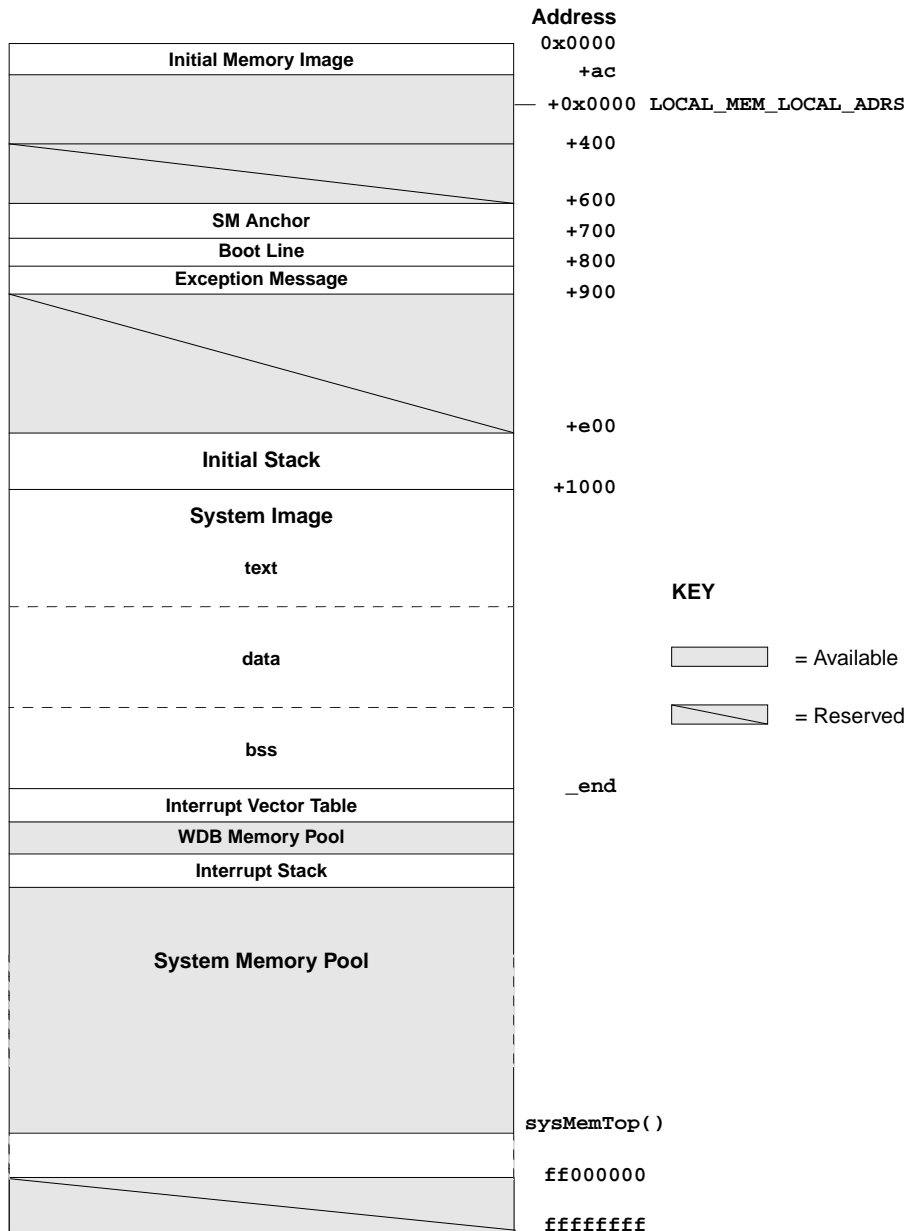 Address
0x0000
Initial Memory Image
+ac
+0x0000 LOCAL_MEM_LOCAL_ADRS
+400
+600
SM Anchor
+700
Boot Line
+800
Exception Message
+900
+e00
Initial Stack
+1000
System Image
text
KEY
data
= Available
= Reserved
bss
_end
Interrupt Vector Table
WDB Memory Pool
Interrupt Stack
System Memory Pool
sysMemTop()
ff000000
ffffffff